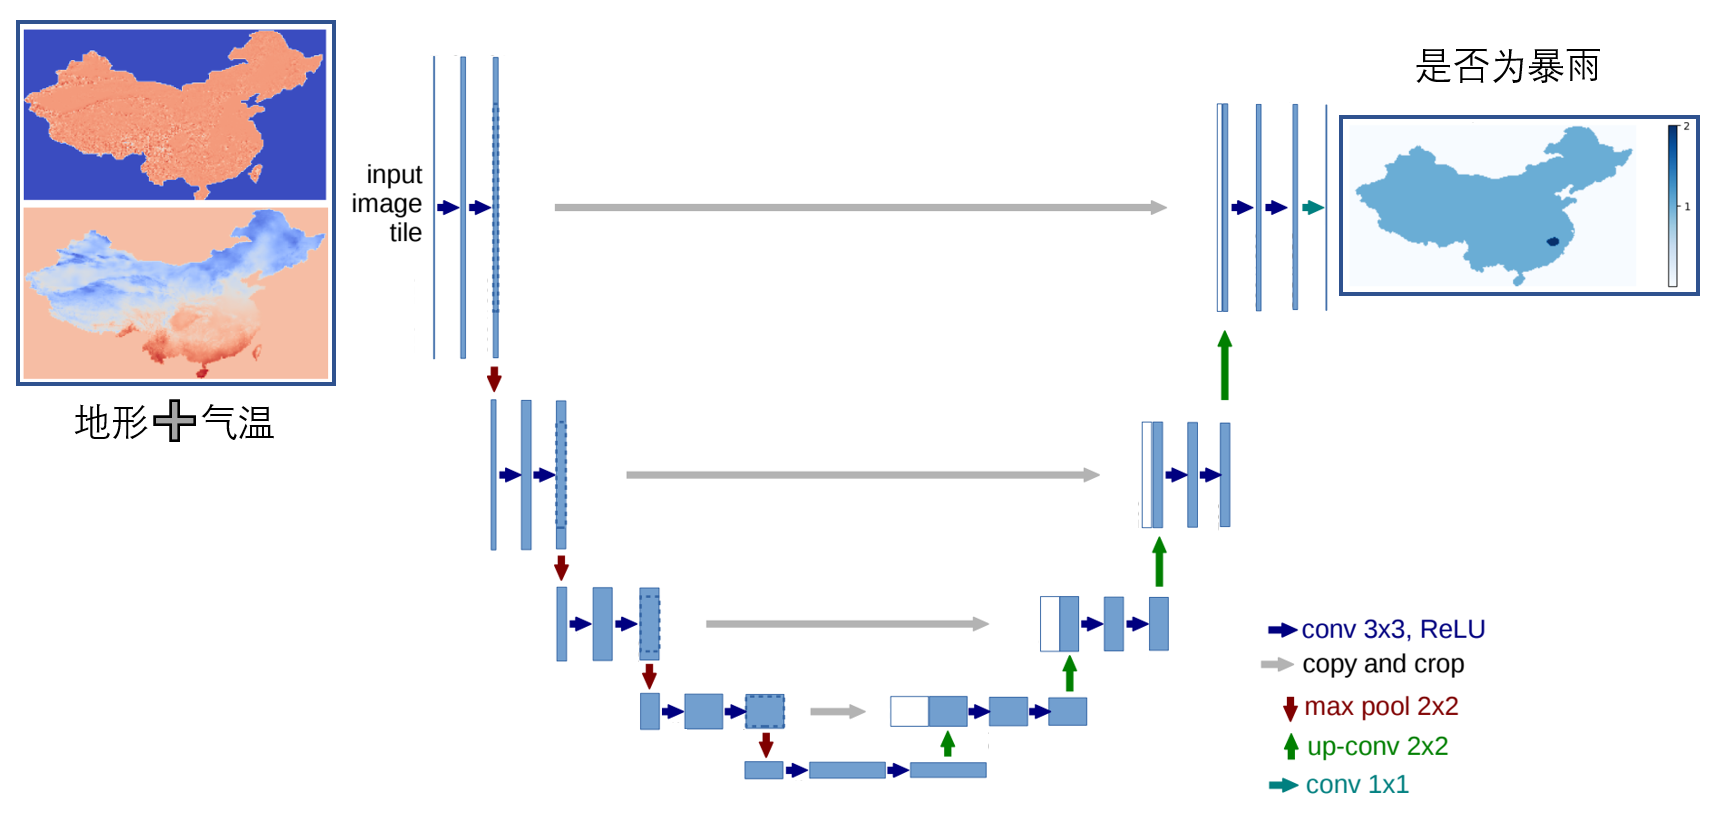 地形+气温
input
image
tile
是否为暴雨
2
1
conv 3x3, ReLU
copy and crop
max pool 2x2
up-conv 2x2
conv 1x1